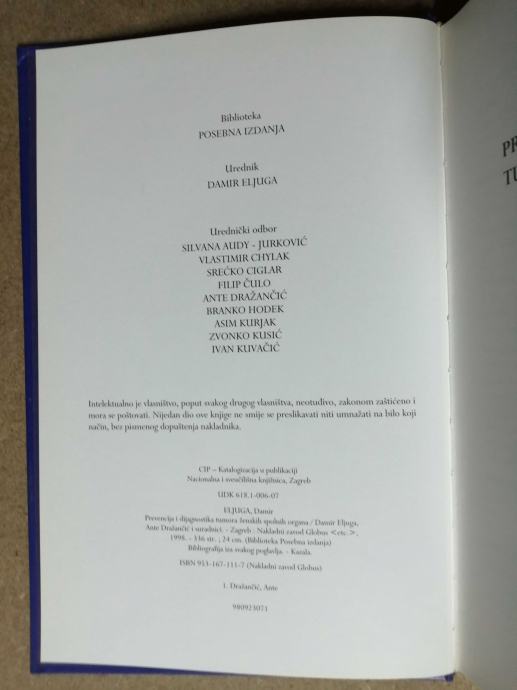 Biblioteka
POSEBNA IZDANJA
Urednik
DAMIR ELJUGA
Urednički odbor
SILVANA AUDY - JURKOVIĆ
VLASTIMIR CHYLAK
SREĆKO CIGLAR
FILIP ČULO
ANTE DRAŽANČIĆ
BRANKO HODEK
ASIM KURJAK
ZVONKO KUSIĆ
IVAN KUVAČIĆ
Intelektualno je vlasništvo, poput svakog drugog vlasništva, neotuđivo, zakonom zaštićeno i
mora se poštovati. Nijedan dio ove knjige ne smije se preslikavati niti umnažati na bilo koji
način, bez pismenog dopuštenja nakladnika.
CIP – Katalogizacija u publikaciji
Nacionalna i sveučilišna knjižnica, Zagreb
UDK 618.1-006-07
ELJUGA, Damir
Prevencija i dijagnostika tumora ženskih spolnih organa / Damir Eljuga,
Ante Dražančić i suradnici. - Zagreb : Nakladni zavod Globus <etc.>,
1998. - 336 str. ; 24 cm. (Biblioteka Posebna izdanja)
Bibliografija iza svakog poglavlja. - Kazala.
ISBN 953-167-111-7 (Nakladni zavod Globus)
1. Dražančić, Ante
980923071
PR
TU